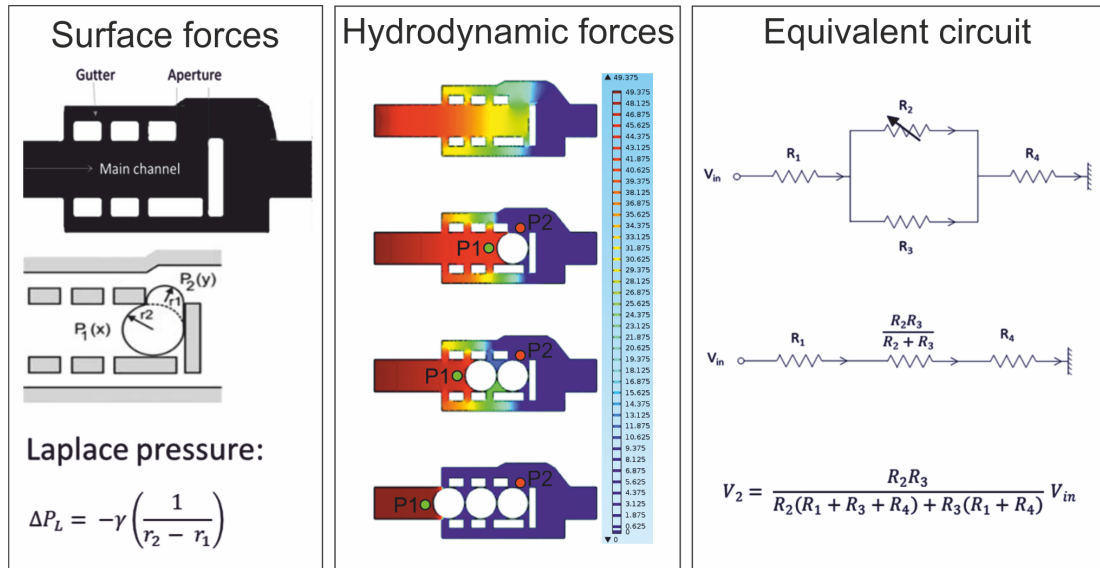 Surface forces
Gutter Aperture
Main channel
P₂(y)
r1
r2
P₁(x)
Laplace pressure:
ΔP_L = −γ ( 1 / (r₂ − r₁) )
Hydrodynamic forces
▲ 49.375
49.375
48.125
46.875
45.625
44.375
43.125
41.875
40.625
39.375
38.125
36.875
35.625
34.375
33.125
31.875
30.625
29.375
28.125
26.875
25.625
24.375
23.125
21.875
20.625
19.375
18.125
16.875
15.625
14.375
13.125
11.875
10.625
9.375
8.125
6.875
5.625
4.375
3.125
1.875
0.625
0
▼ 0
P1 P2
P1 P2
P1 P2
Equivalent circuit
R₂
R₁
R₄
V_in
R₃
R₁
R₂R₃ / (R₂ + R₃)
R₄
V_in
V₂ = R₂R₃ / (R₂(R₁ + R₃ + R₄) + R₃(R₁ + R₄)) V_in